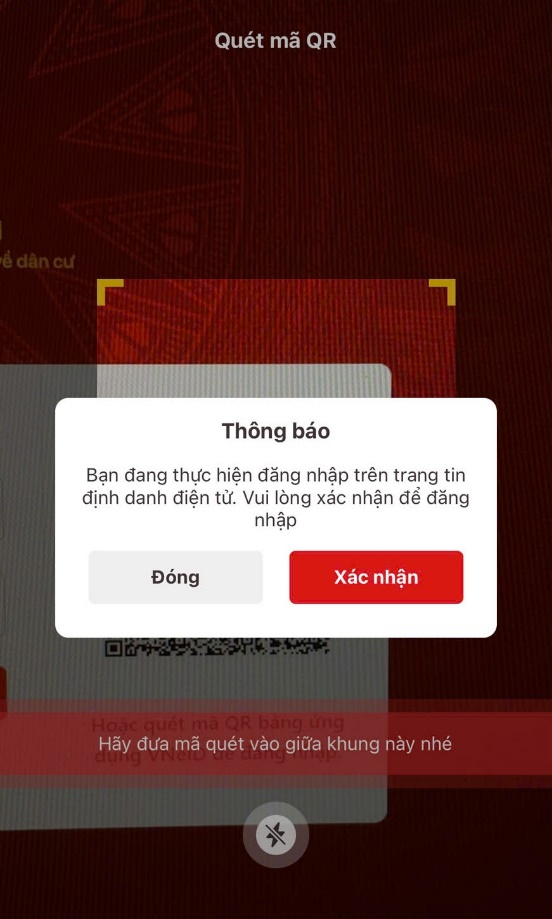 Quét mã QR
về dân cư
Thông báo
Bạn đang thực hiện đăng nhập trên trang tin
định danh điện tử. Vui lòng xác nhận để đăng
nhập
Đóng
Xác nhận
Hoặc quét mã QR bằng ứng
dụng VNeID để đăng nhập.
Hãy đưa mã quét vào giữa khung này nhé